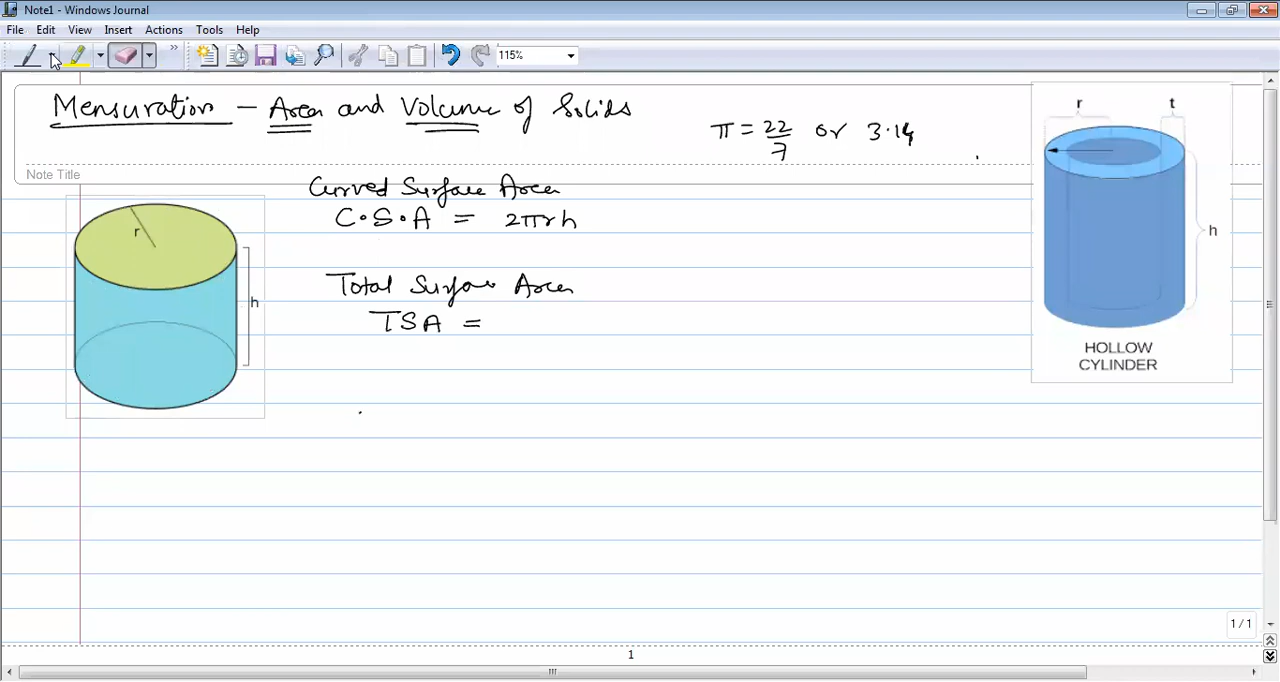 Note1 - Windows Journal
File Edit View Insert Actions Tools Help
115%
Mensuration - Area and Volume of Solids
π = 22/7 or 3.14
Note Title
Curved Surface Area
C.S.A = 2πrh
Total Surface Area
TSA =
r
h
r
t
h
HOLLOW
CYLINDER
1 / 1
1